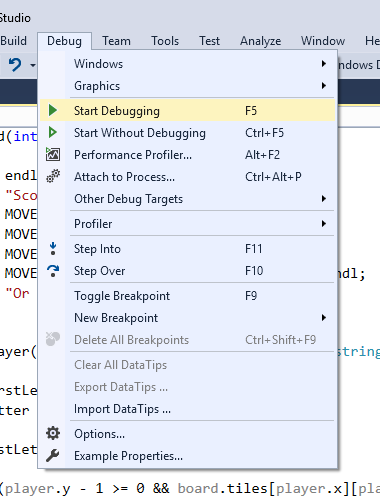 Studio
Build Debug Team Tools Test Analyze Window He
Windows D
Windows
Graphics
Start Debugging F5
Start Without Debugging Ctrl+F5
Performance Profiler... Alt+F2
Attach to Process... Ctrl+Alt+P
Other Debug Targets
Profiler
Step Into F11
Step Over F10
Toggle Breakpoint F9
New Breakpoint
Delete All Breakpoints Ctrl+Shift+F9
Clear All DataTips
Export DataTips ...
Import DataTips ...
Options...
Example Properties...
d(int
endl
"Sco
MOVE
MOVE
MOVE
MOVE ndl;
"Or
ayer( string
rstLet
tter
rstLet
(player.y - 1 >= 0 && board.tiles[player.x][pla